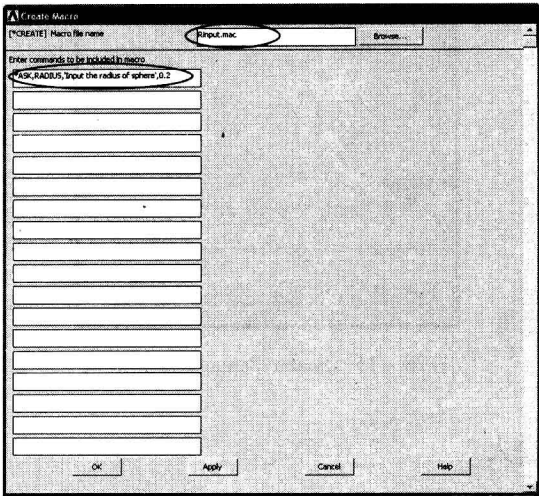 Create Macro
[*CREATE] Macro file name
Rinput.mac
Browse...
Enter commands to be included in macro
*ASK,RADIUS,'Input the radius of sphere',0.2
OK
Apply
Cancel
Help